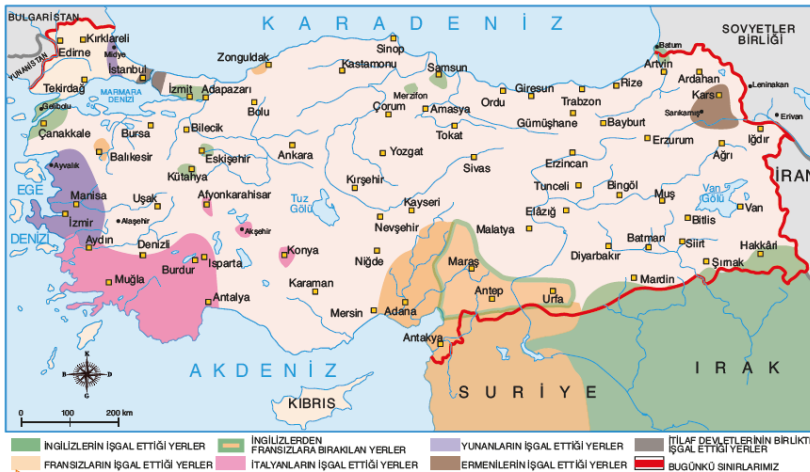 KARADENİZ
BULGARİSTAN
YUNANİSTAN
Kırklareli
Edirne
Midye
İstanbul
Tekirdağ
MARMARA
DENİZİ
Gelibolu
Çanakkale
İzmit
Adapazarı
Zonguldak
Bolu
Kastamonu
Sinop
Samsun
Merzifon
Çorum
Amasya
Tokat
Ordu
Giresun
Trabzon
Gümüşhane
Rize
Bayburt
Batum
Artvin
Ardahan
Kars
Sarıkamış
SOVYETLER
BİRLİĞİ
Leninakan
Erivan
Iğdır
İRAN
Bursa
Bilecik
Balıkesir
Eskişehir
Kütahya
Ankara
Yozgat
Sivas
Erzincan
Erzurum
Ağrı
Ayvalık
EGE
DENİZİ
Manisa
İzmir
Uşak
Alaşehir
Afyonkarahisar
Akşehir
Tuz
Gölü
Kırşehir
Kayseri
Nevşehir
Malatya
Elâzığ
Tunceli
Bingöl
Muş
Van
Gölü
Van
Bitlis
Aydın
Denizli
Muğla
Burdur
Isparta
Antalya
Konya
Karaman
Niğde
Mersin
Adana
Maraş
Antep
Urfa
Diyarbakır
Batman
Siirt
Mardin
Şırnak
Hakkâri
Antakya
AKDENİZ
KIBRIS
SURİYE
IRAK
K
B
D
G
0 100 200 km
İNGİLİZLERİN İŞGAL ETTİĞİ YERLER
İNGİLİZLERDEN
FRANSIZLARA BIRAKILAN YERLER
YUNANLARIN İŞGAL ETTİĞİ YERLER
İTİLAF DEVLETLERİNİN BİRLİKTE
İŞGAL ETTİĞİ YERLER
FRANSIZLARIN İŞGAL ETTİĞİ YERLER
İTALYANLARIN İŞGAL ETTİĞİ YERLER
ERMENİLERİN İŞGAL ETTİĞİ YERLER
BUGÜNKÜ SINIRLARIMIZ